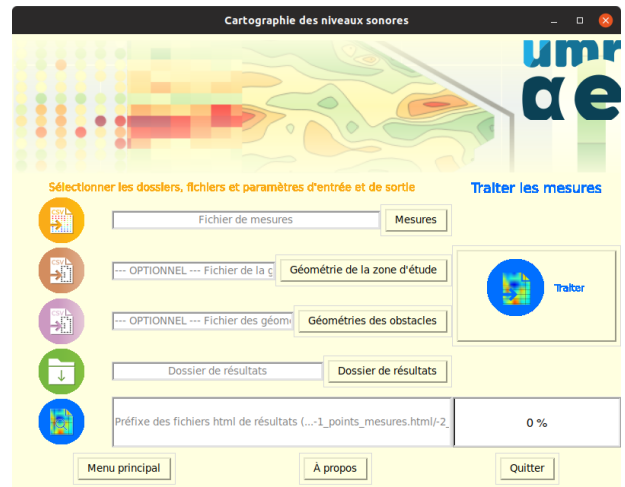 Cartographie des niveaux sonores
umr
ae
Sélectionner les dossiers, fichiers et paramètres d'entrée et de sortie
Traiter les mesures
CSV
Fichier de mesures
Mesures
CSV
--- OPTIONNEL --- Fichier de la g
Géométrie de la zone d'étude
Traiter
CSV
--- OPTIONNEL --- Fichier des géom
Géométries des obstacles
Dossier de résultats
Dossier de résultats
Préfixe des fichiers html de résultats (...-1_points_mesures.html/-2_
0 %
Menu principal
À propos
Quitter